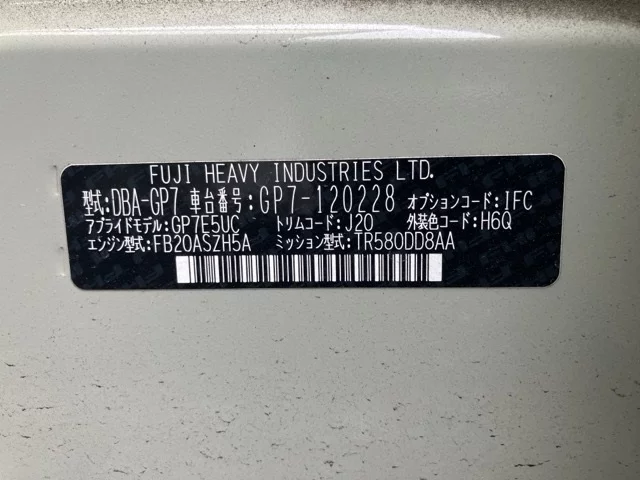 FUJI HEAVY INDUSTRIES LTD.
型式:DBA-GP7 車台番号:GP7-120228 オプションコード:IFC
アプライドモデル:GP7E5UC トリムコード:J20 外装色コード:H6Q
エンジン型式:FB20ASZH5A ミッション型式:TR580DD8AA